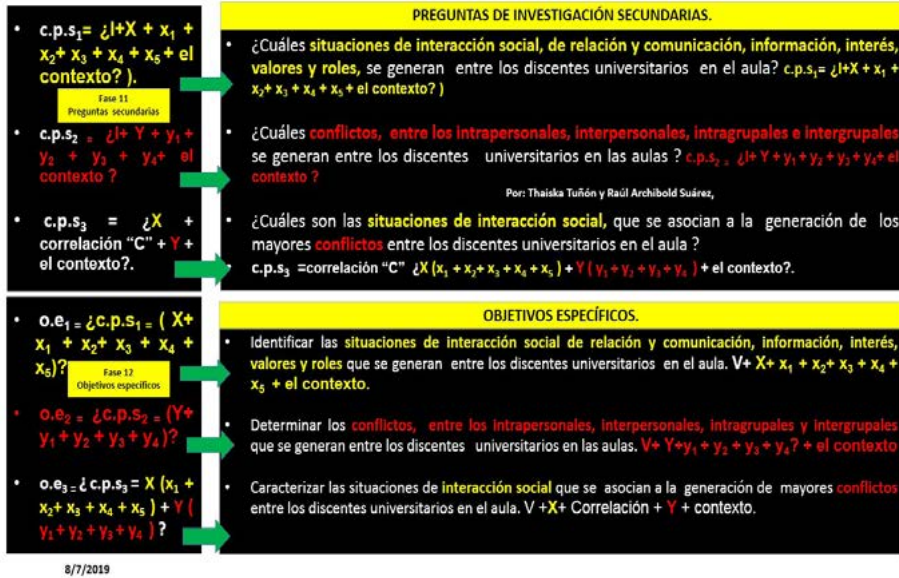 • c.p.s₁= ¿I+X + x₁ +
x₂+ x₃ + x₄ + x₅+ el
contexto? ).
Fase 11
Preguntas secundarias
• c.p.s₂ = ¿I+ Y + y₁ +
y₂ + y₃ + y₄+ el
contexto ?
• c.p.s₃ = ¿X +
correlación “C” + Y +
el contexto?.
PREGUNTAS DE INVESTIGACIÓN SECUNDARIAS.
• ¿Cuáles situaciones de interacción social, de relación y comunicación, información, interés,
valores y roles, se generan entre los discentes universitarios en el aula? c.p.s₁= ¿I+X + x₁ +
x₂+ x₃ + x₄ + x₅ + el contexto? )
• ¿Cuáles conflictos, entre los intrapersonales, interpersonales, intragrupales e intergrupales
se generan entre los discentes universitarios en las aulas ? c.p.s₂ = ¿I+ Y + y₁ + y₂ + y₃ + y₄+ el
contexto ?
Por: Thaiska Tuñón y Raúl Archibold Suárez,
• ¿Cuáles son las situaciones de interacción social, que se asocian a la generación de los
mayores conflictos entre los discentes universitarios en el aula ?
• c.p.s₃ =correlación “C” ¿X (x₁ + x₂+ x₃ + x₄ + x₅ ) + Y ( y₁ + y₂ + y₃ + y₄ ) + el contexto?.
• o.e₁ = ¿c.p.s₁ = ( X+
x₁ + x₂+ x₃ + x₄ +
x₅)?
Fase 12
Objetivos específicos
• o.e₂ = ¿c.p.s₂ = (Y+
y₁ + y₂ + y₃ + y₄ )?
• o.e₃ = ¿ c.p.s₃ = X (x₁ +
x₂+ x₃ + x₄ + x₅ ) + Y (
y₁ + y₂ + y₃ + y₄ ) ?
OBJETIVOS ESPECÍFICOS.
• Identificar las situaciones de interacción social de relación y comunicación, información, interés,
valores y roles que se generan entre los discentes universitarios en el aula. V+ X+ x₁ + x₂+ x₃ + x₄ +
x₅ + el contexto.
• Determinar los conflictos, entre los intrapersonales, interpersonales, intragrupales y intergrupales
que se generan entre los discentes universitarios en las aulas. V+ Y+y₁ + y₂ + y₃ + y₄? + el contexto
• Caracterizar las situaciones de interacción social que se asocian a la generación de mayores conflictos
entre los discentes universitarios en el aula. V +X+ Correlación + Y + contexto.
8/7/2019